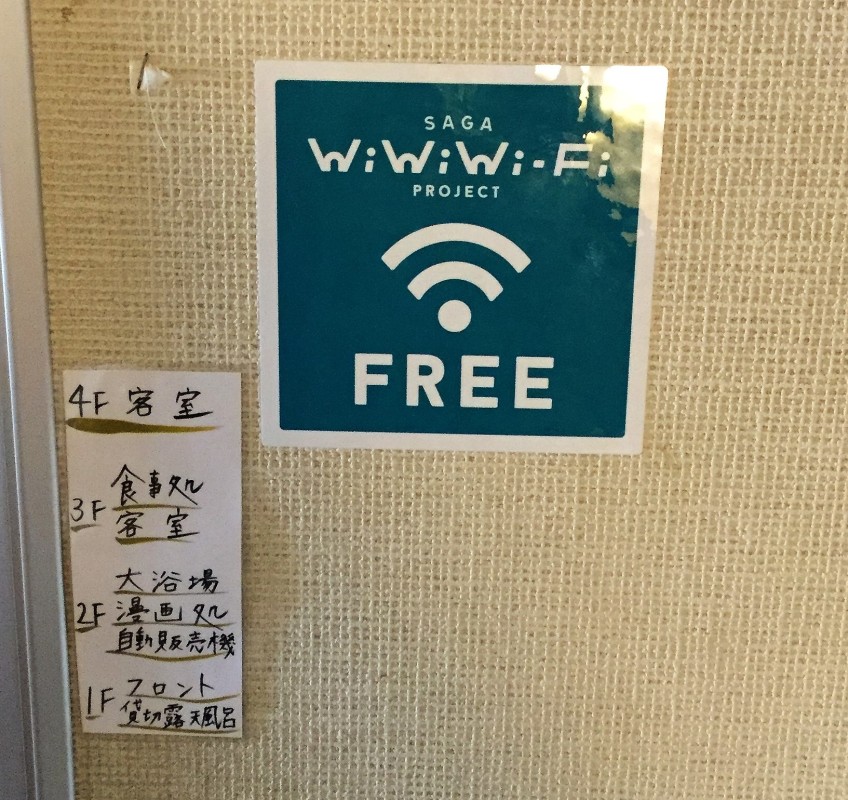 SAGA
WiWiWi-Fi
PROJECT
FREE
4F 客室
食事処
3F 客室
大浴場
2F 漫画処
自動販売機
1F フロント
貸切露天風呂